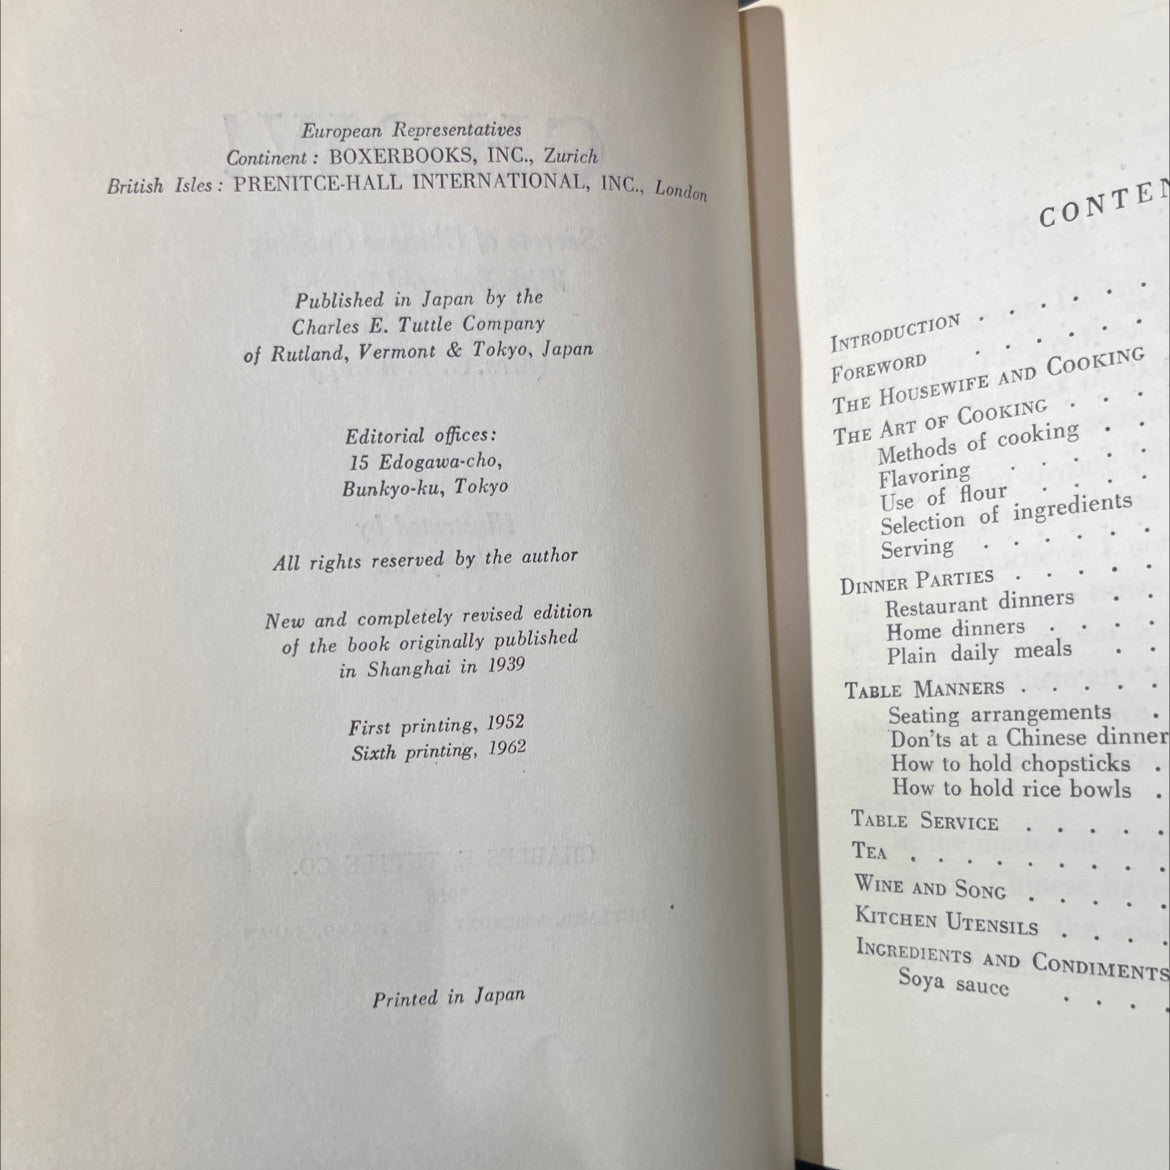 European Representatives
Continent : BOXERBOOKS, INC., Zurich
British Isles : PRENITCE-HALL INTERNATIONAL, INC., London
Published in Japan by the
Charles E. Tuttle Company
of Rutland, Vermont & Tokyo, Japan
Editorial offices:
15 Edogawa-cho,
Bunkyo-ku, Tokyo
All rights reserved by the author
New and completely revised edition
of the book originally published
in Shanghai in 1939
First printing, 1952
Sixth printing, 1962
Printed in Japan
CONTEN
INTRODUCTION . . . . . .
FOREWORD . . . . . .
THE HOUSEWIFE AND COOKING
THE ART OF COOKING . . .
Methods of cooking . .
Flavoring . . . . .
Use of flour . . . .
Selection of ingredients
Serving . . . . . .
DINNER PARTIES . . . . .
Restaurant dinners . .
Home dinners . . . .
Plain daily meals . .
TABLE MANNERS . . . . .
Seating arrangements .
Don'ts at a Chinese dinner
How to hold chopsticks .
How to hold rice bowls .
TABLE SERVICE . . . . .
TEA . . . . . . . . .
WINE AND SONG . . . . .
KITCHEN UTENSILS . . . .
INGREDIENTS AND CONDIMENTS
Soya sauce . . . .